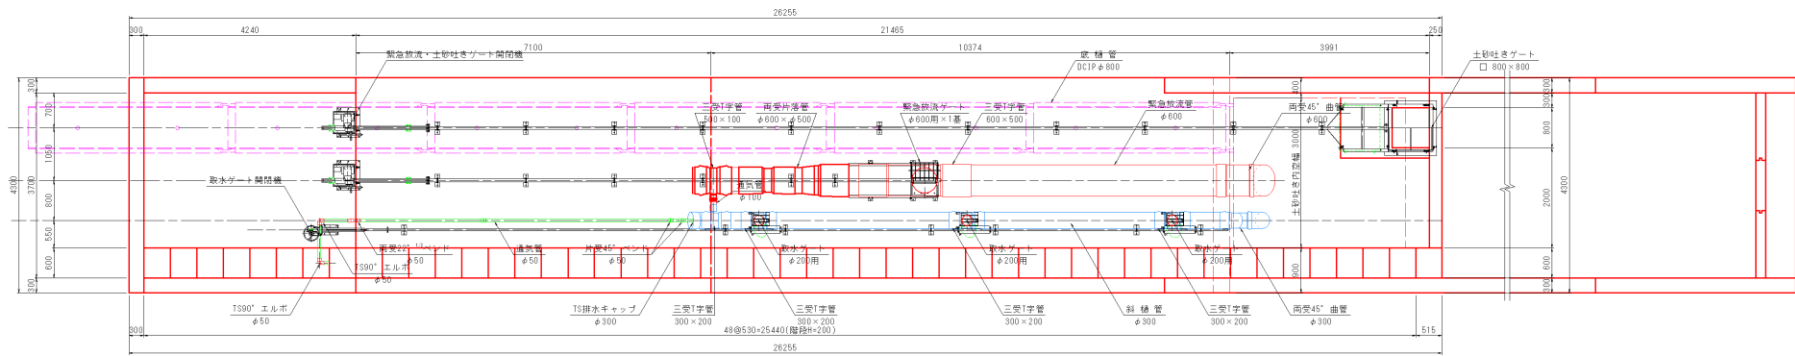 26255
300
4240
21465
250
7100
10374
3991
緊急放流・土砂吐きゲート開閉機
底 樋 管
DCIPφ800
土砂吐きゲート
□ 800×800
三受T字管
500×100
両受片落管
φ600×φ500
緊急放流ゲート
φ600用×1基
三受T字管
600×500
緊急放流管
φ600
両受45°曲管
φ600
300
700
1050
800
550
600
300
4300
3700
400
3000
土砂吐き内空幅
900
300
300
800
2000
600
300
4300
取水ゲート開閉機
通気管
φ100
φ50
TS90°エルボ
φ50
通気管
φ50
片受45°ベンド
φ50
取水ゲート
φ200用
取水ゲート
φ200用
取水ゲート
φ200用
TS90°エルボ
φ50
TS排水キャップ
φ300
三受T字管
300×200
三受T字管
300×200
三受T字管
300×200
斜 樋 管
φ300
三受T字管
300×200
両受45°曲管
φ300
300
48@530=25440(階段H=200)
515
26255